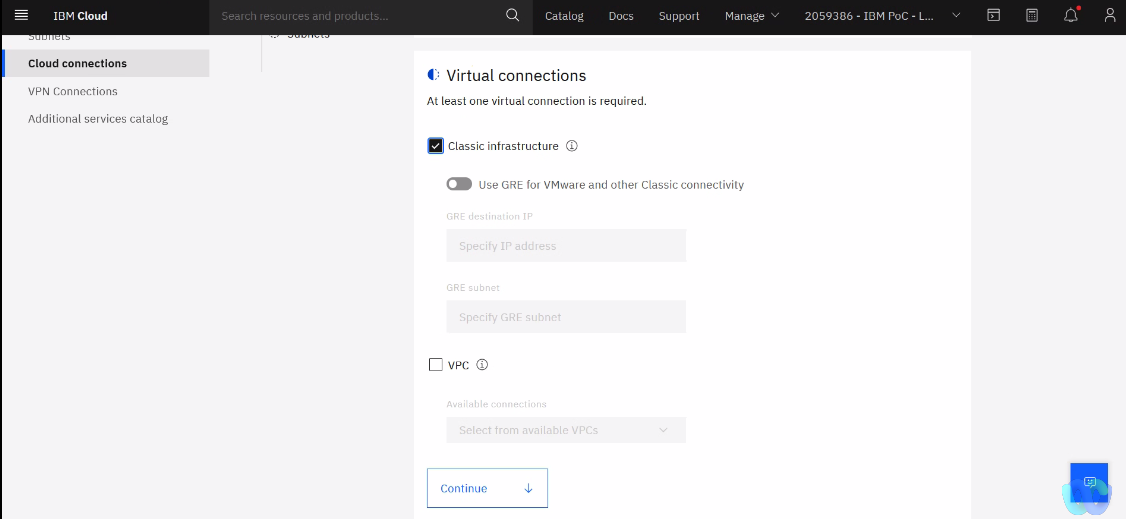 IBM Cloud
Search resources and products...
Catalog
Docs
Support
Manage
2059386 - IBM PoC - L...
Subnets
Cloud connections
VPN Connections
Additional services catalog
Subnets
Virtual connections
At least one virtual connection is required.
Classic infrastructure
Use GRE for VMware and other Classic connectivity
GRE destination IP
Specify IP address
GRE subnet
Specify GRE subnet
VPC
Available connections
Select from available VPCs
Continue